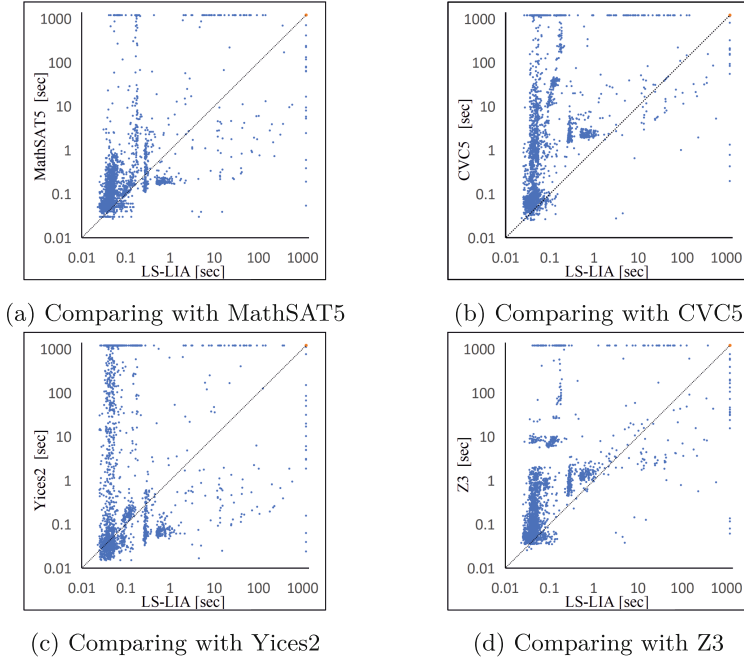 1000
100
10
1
0.1
0.01
MathSAT5 [sec]
0.01 0.1 1 10 100 1000
LS-LIA [sec]
(a) Comparing with MathSAT5
1000
100
10
1
0.1
0.01
CVC5 [sec]
0.01 0.1 1 10 100 1000
LS-LIA [sec]
(b) Comparing with CVC5
1000
100
10
1
0.1
0.01
Yices2 [sec]
0.01 0.1 1 10 100 1000
LS-LIA [sec]
(c) Comparing with Yices2
1000
100
10
1
0.1
0.01
Z3 [sec]
0.01 0.1 1 10 100 1000
LS-LIA [sec]
(d) Comparing with Z3